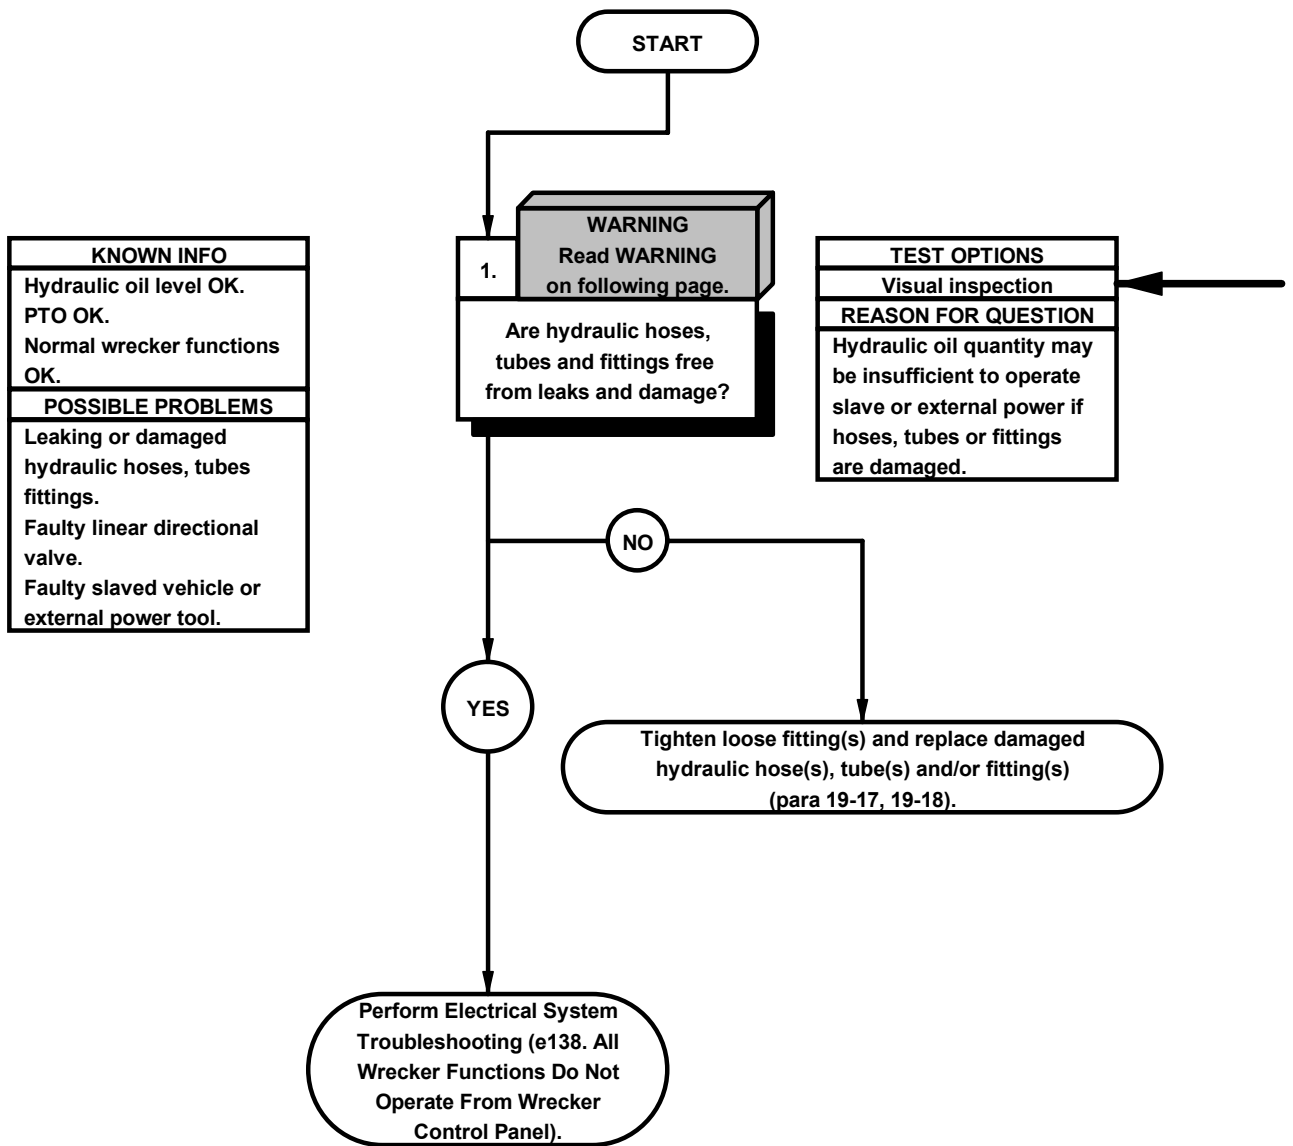 START
KNOWN INFO
Hydraulic oil level OK.
PTO OK.
Normal wrecker functions
OK.
POSSIBLE PROBLEMS
Leaking or damaged
hydraulic hoses, tubes
fittings.
Faulty linear directional
valve.
Faulty slaved vehicle or
external power tool.
1.
WARNING
Read WARNING
on following page.
Are hydraulic hoses,
tubes and fittings free
from leaks and damage?
TEST OPTIONS
Visual inspection
REASON FOR QUESTION
Hydraulic oil quantity may
be insufficient to operate
slave or external power if
hoses, tubes or fittings
are damaged.
NO
YES
Tighten loose fitting(s) and replace damaged
hydraulic hose(s), tube(s) and/or fitting(s)
(para 19-17, 19-18).
Perform Electrical System
Troubleshooting (e138. All
Wrecker Functions Do Not
Operate From Wrecker
Control Panel).